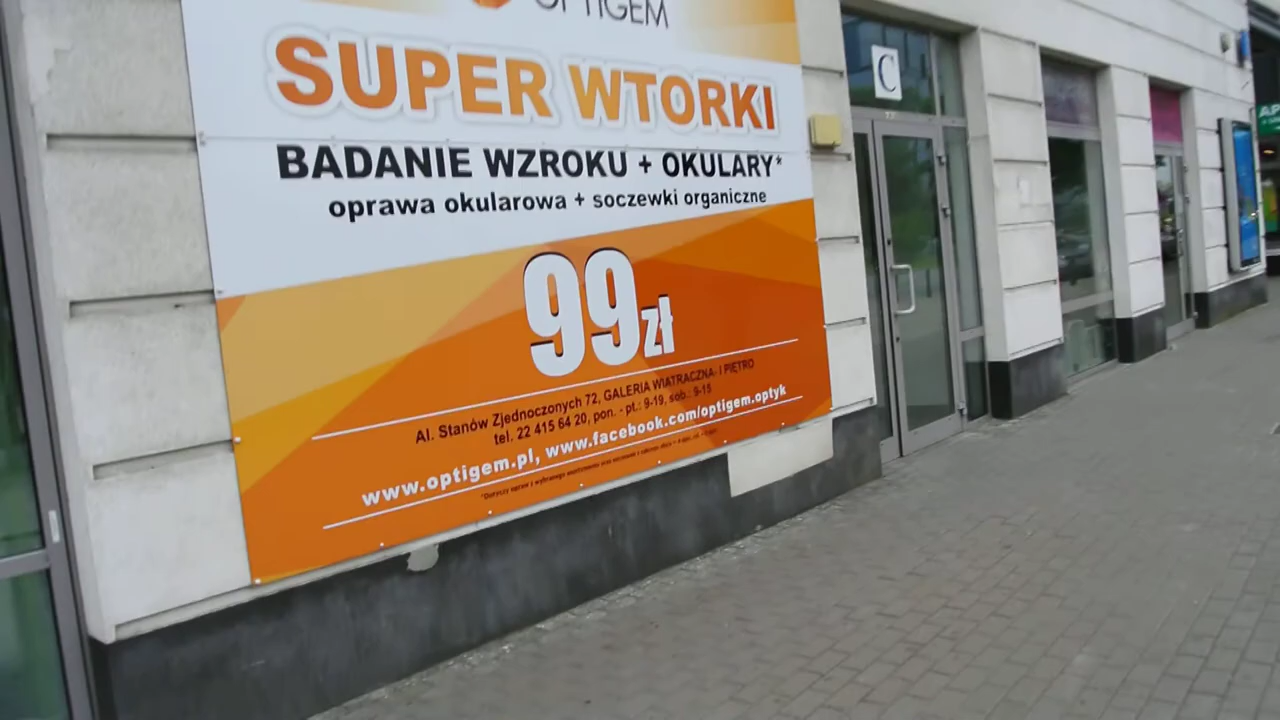 OPTIGEM
SUPER WTORKI
BADANIE WZROKU + OKULARY*
oprawa okularowa + soczewki organiczne
99zł
Al. Stanów Zjednoczonych 72, GALERIA WIATRACZNA- I PIĘTRO
tel. 22 415 64 20, pon. - pt.: 9-19, sob.: 9-15
www.optigem.pl, www.facebook.com/optigem.optyk
C